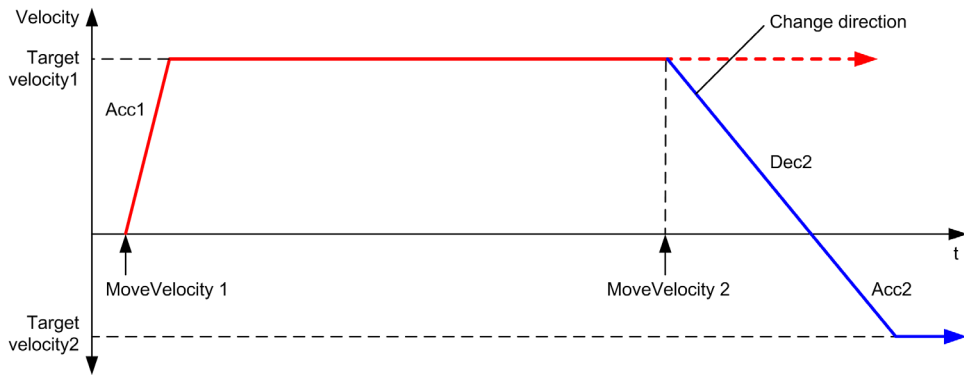 Velocity
Change direction
Target
velocity1
Acc1
Dec2
t
MoveVelocity 1
MoveVelocity 2
Acc2
Target
velocity2